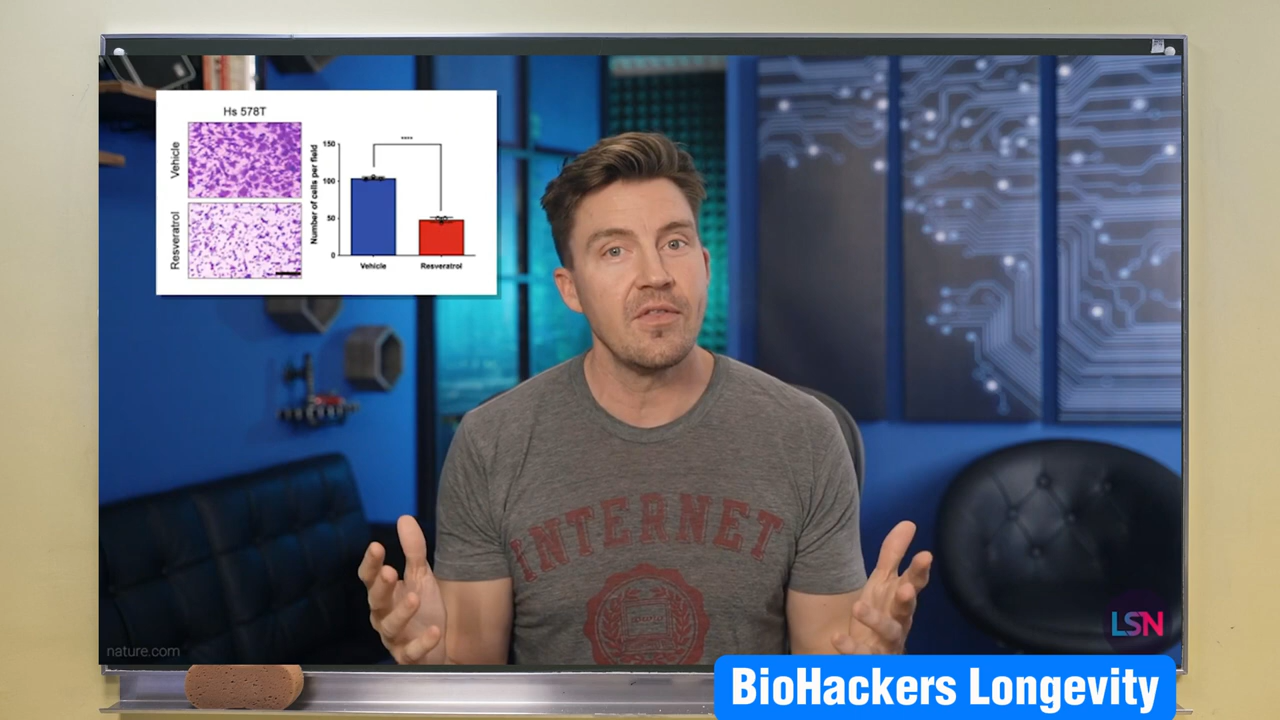 Hs 578T
Vehicle
Resveratrol
Number of cells per field
150
100
50
0
****
Vehicle
Resveratrol
INTERNET
LSN
nature.com
BioHackers Longevity